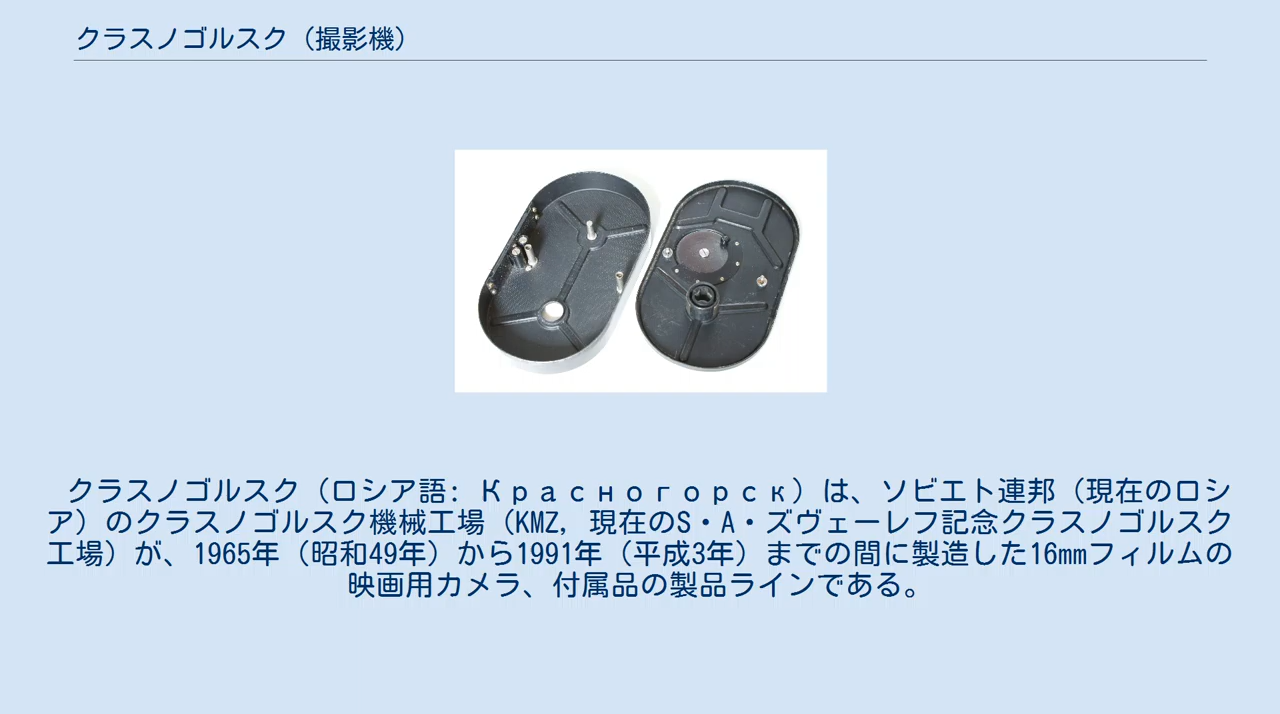 クラスノゴルスク（撮影機）
クラスノゴルスク（ロシア語: Красногорск）は、ソビエト連邦（現在のロシ
ア）のクラスノゴルスク機械工場（KMZ, 現在のS・A・ズヴェーレフ記念クラスノゴルスク
工場）が、1965年（昭和49年）から1991年（平成3年）までの間に製造した16mmフィルムの
映画用カメラ、付属品の製品ラインである。